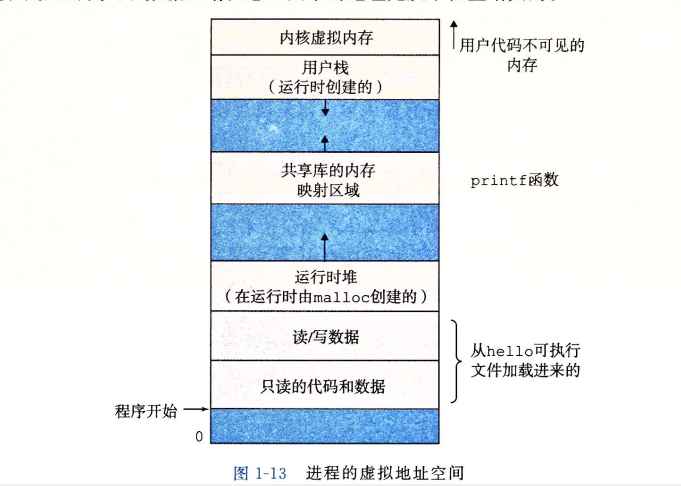 内核虚拟内存
用户代码不可见的
内存
用户栈
（运行时创建的）
共享库的内存
映射区域
printf函数
运行时堆
（在运行时由malloc创建的）
读/写数据
从hello可执行
文件加载进来的
只读的代码和数据
程序开始
0
图 1-13 进程的虚拟地址空间